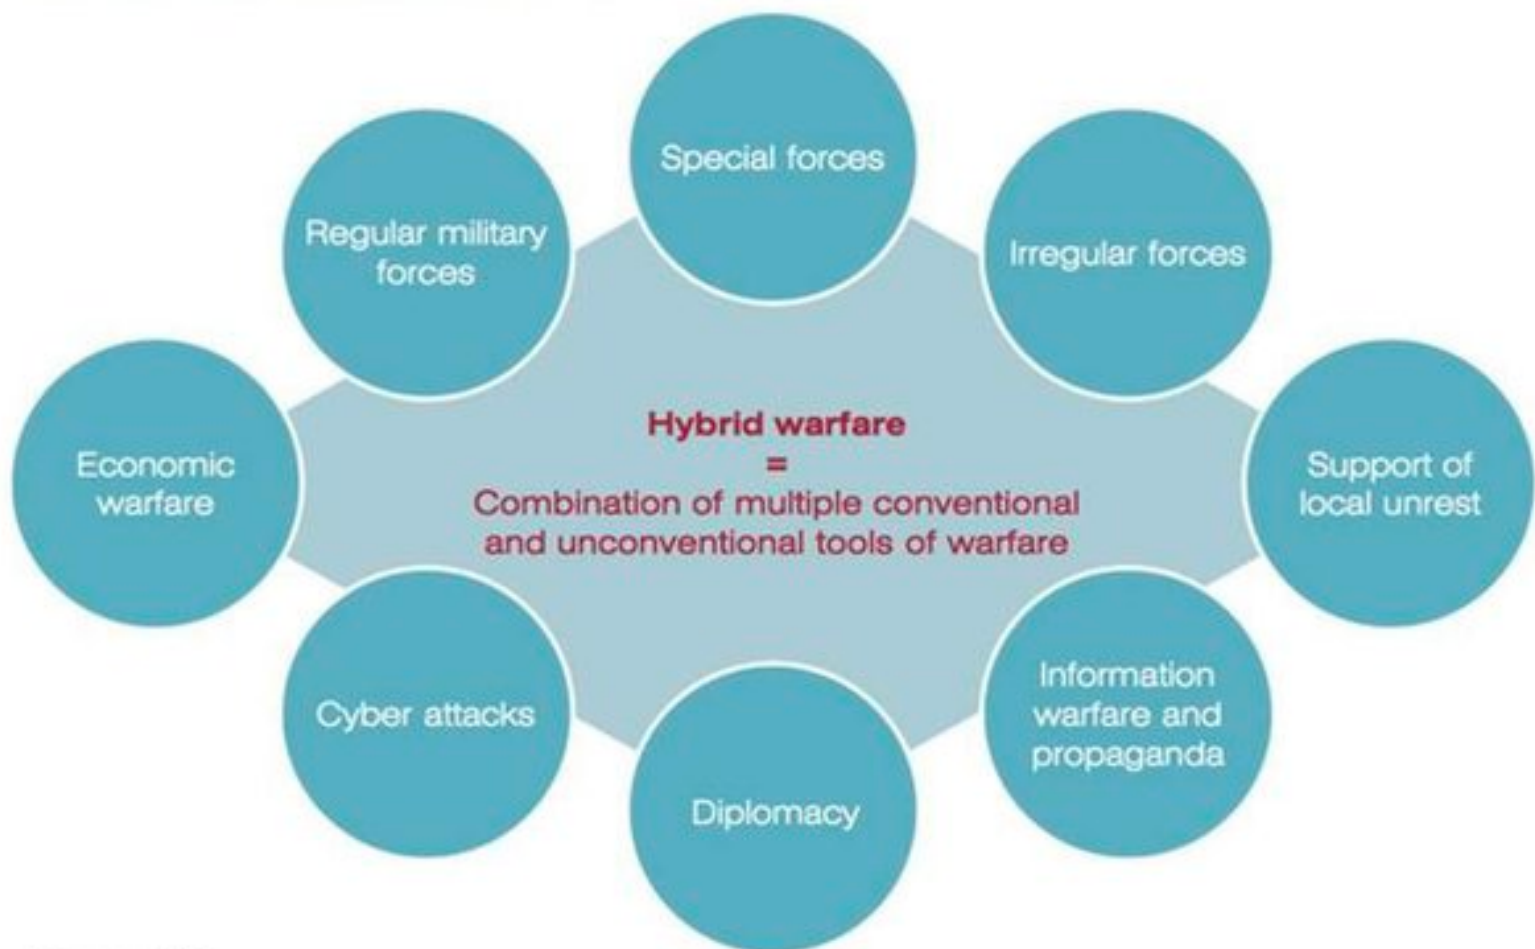 Special forces
Regular military
forces
Irregular forces
Economic
warfare
Hybrid warfare
=
Combination of multiple conventional
and unconventional tools of warfare
Support of
local unrest
Cyber attacks
Information
warfare and
propaganda
Diplomacy